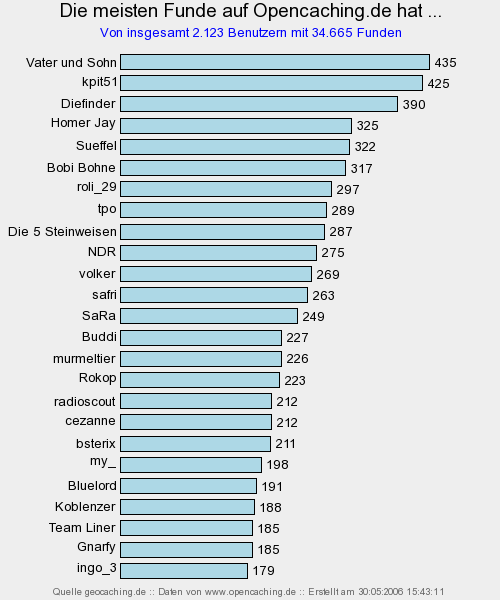 Die meisten Funde auf Opencaching.de hat ...
Von insgesamt 2.123 Benutzern mit 34.665 Funden
Vater und Sohn 435
kpit51 425
Diefinder 390
Homer Jay 325
Sueffel 322
Bobi Bohne 317
roli_29 297
tpo 289
Die 5 Steinweisen 287
NDR 275
volker 269
safri 263
SaRa 249
Buddi 227
murmeltier 226
Rokop 223
radioscout 212
cezanne 212
bsterix 211
my_ 198
Bluelord 191
Koblenzer 188
Team Liner 185
Gnarfy 185
ingo_3 179
Quelle geocaching.de :: Daten von www.opencaching.de :: Erstellt am 30.05.2006 15:43:11